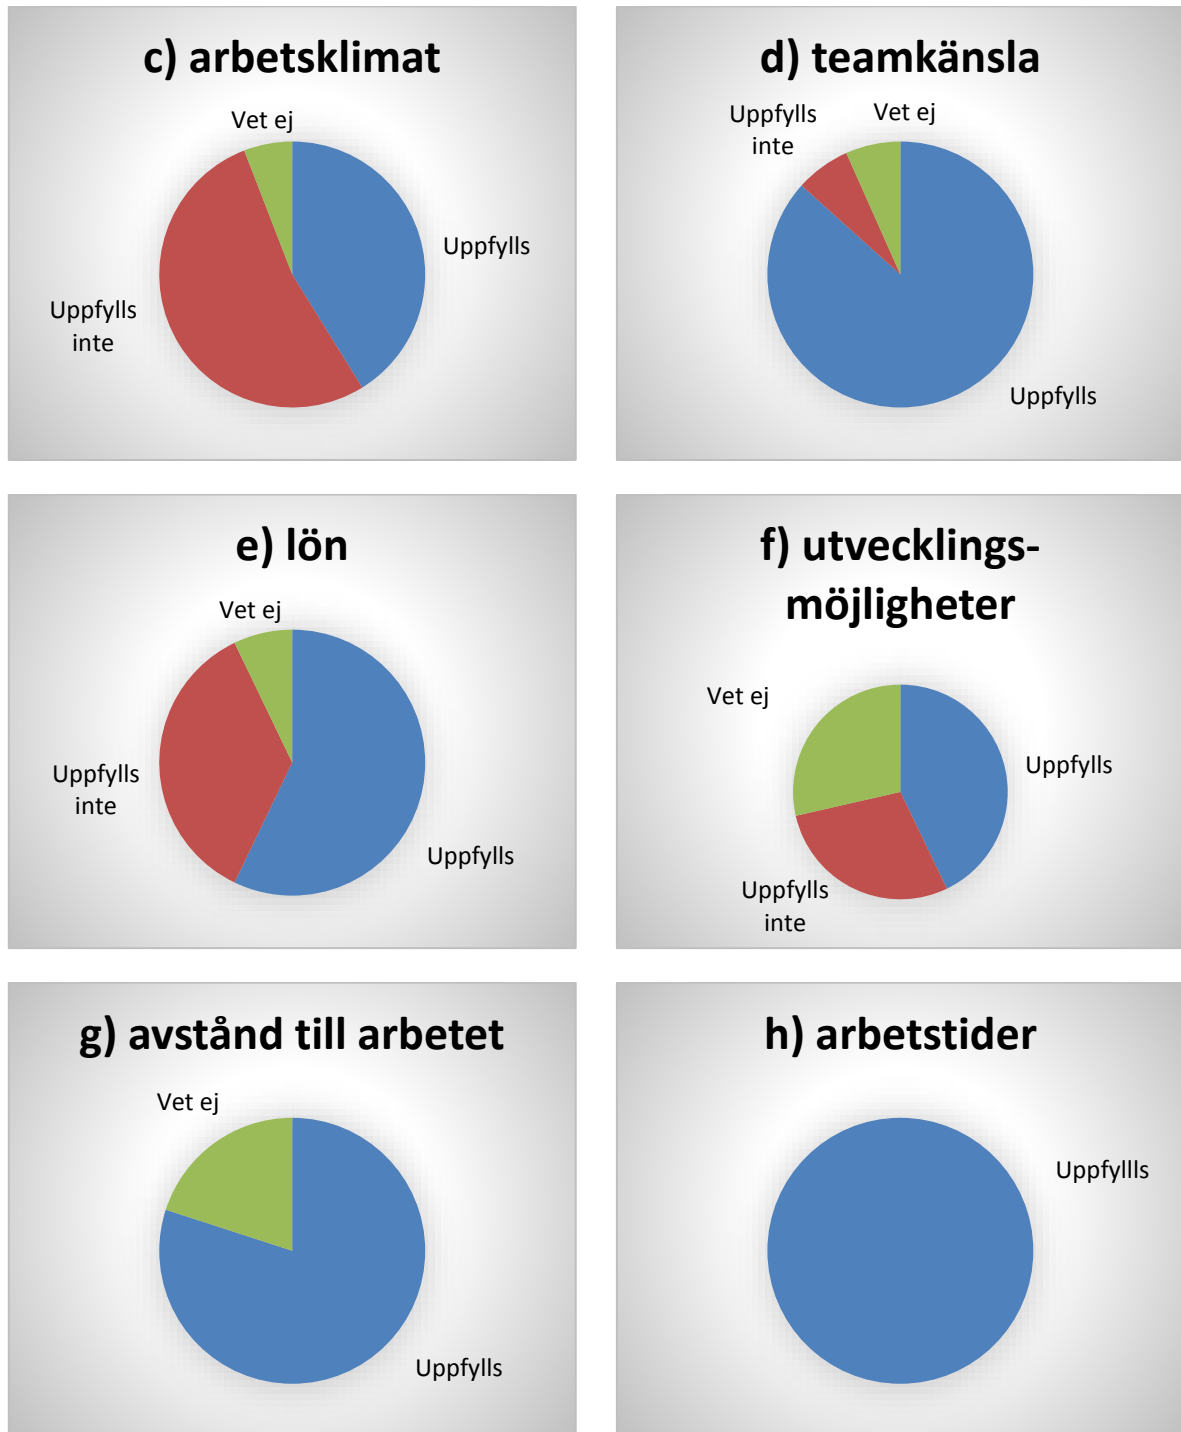 c) arbetsklimat
Vet ej
Uppfylls
Uppfylls
inte
d) teamkänsla
Uppfylls
inte
Vet ej
Uppfylls
e) lön
Vet ej
Uppfylls
inte
Uppfylls
f) utvecklings-
möjligheter
Vet ej
Uppfylls
Uppfylls
inte
g) avstånd till arbetet
Vet ej
Uppfylls
h) arbetstider
Uppfyllls